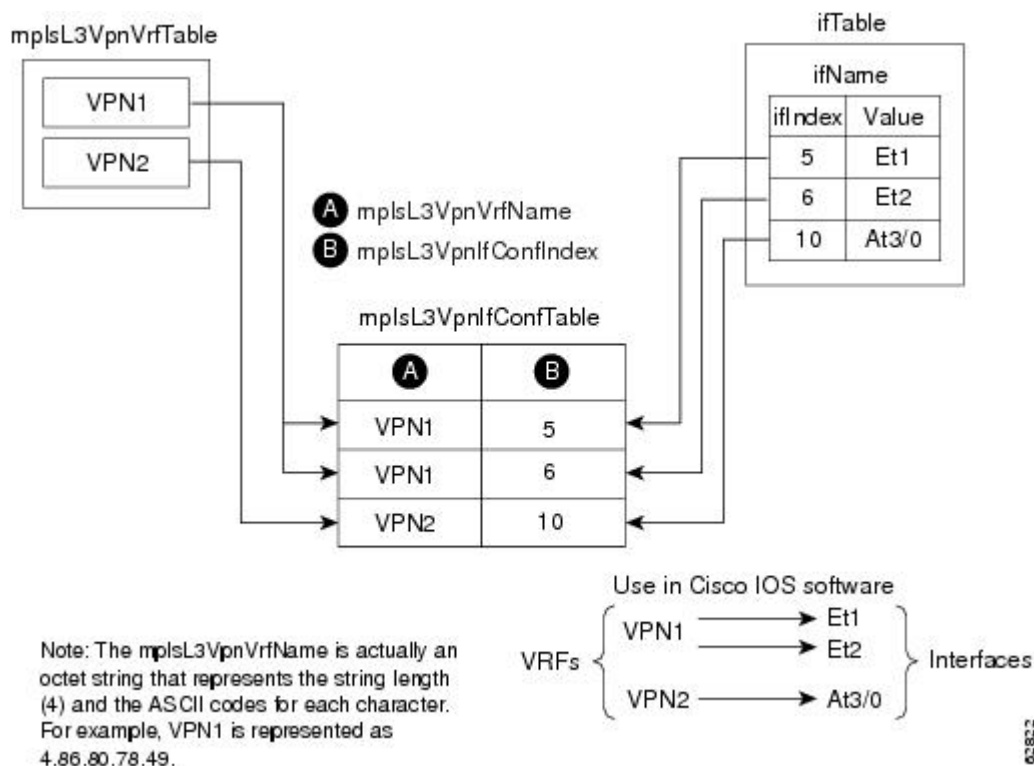 mplsL3VpnVrfTable
VPN1
VPN2
ifTable
ifName
ifIndex Value
5 Et1
6 Et2
10 At3/0
A mplsL3VpnVrfName
B mplsL3VpnIfConfIndex
mplsL3VpnIfConfTable
A B
VPN1 5
VPN1 6
VPN2 10
Note: The mplsL3VpnVrfName is actually an
octet string that represents the string length
(4) and the ASCII codes for each character.
For example, VPN1 is represented as
4.86.80.78.49.
Use in Cisco IOS software
VRFs
VPN1
Et1
Et2
VPN2
At3/0
Interfaces
62822